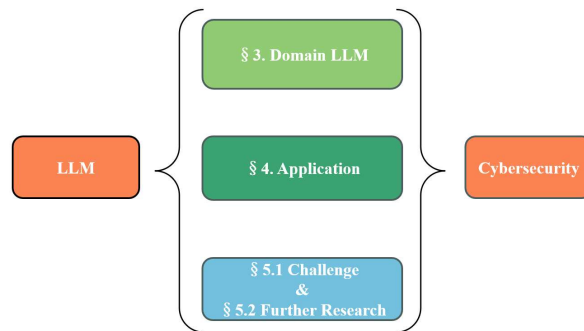 § 3. Domain LLM
LLM
§ 4. Application
Cybersecurity
§ 5.1 Challenge
&
§ 5.2 Further Research